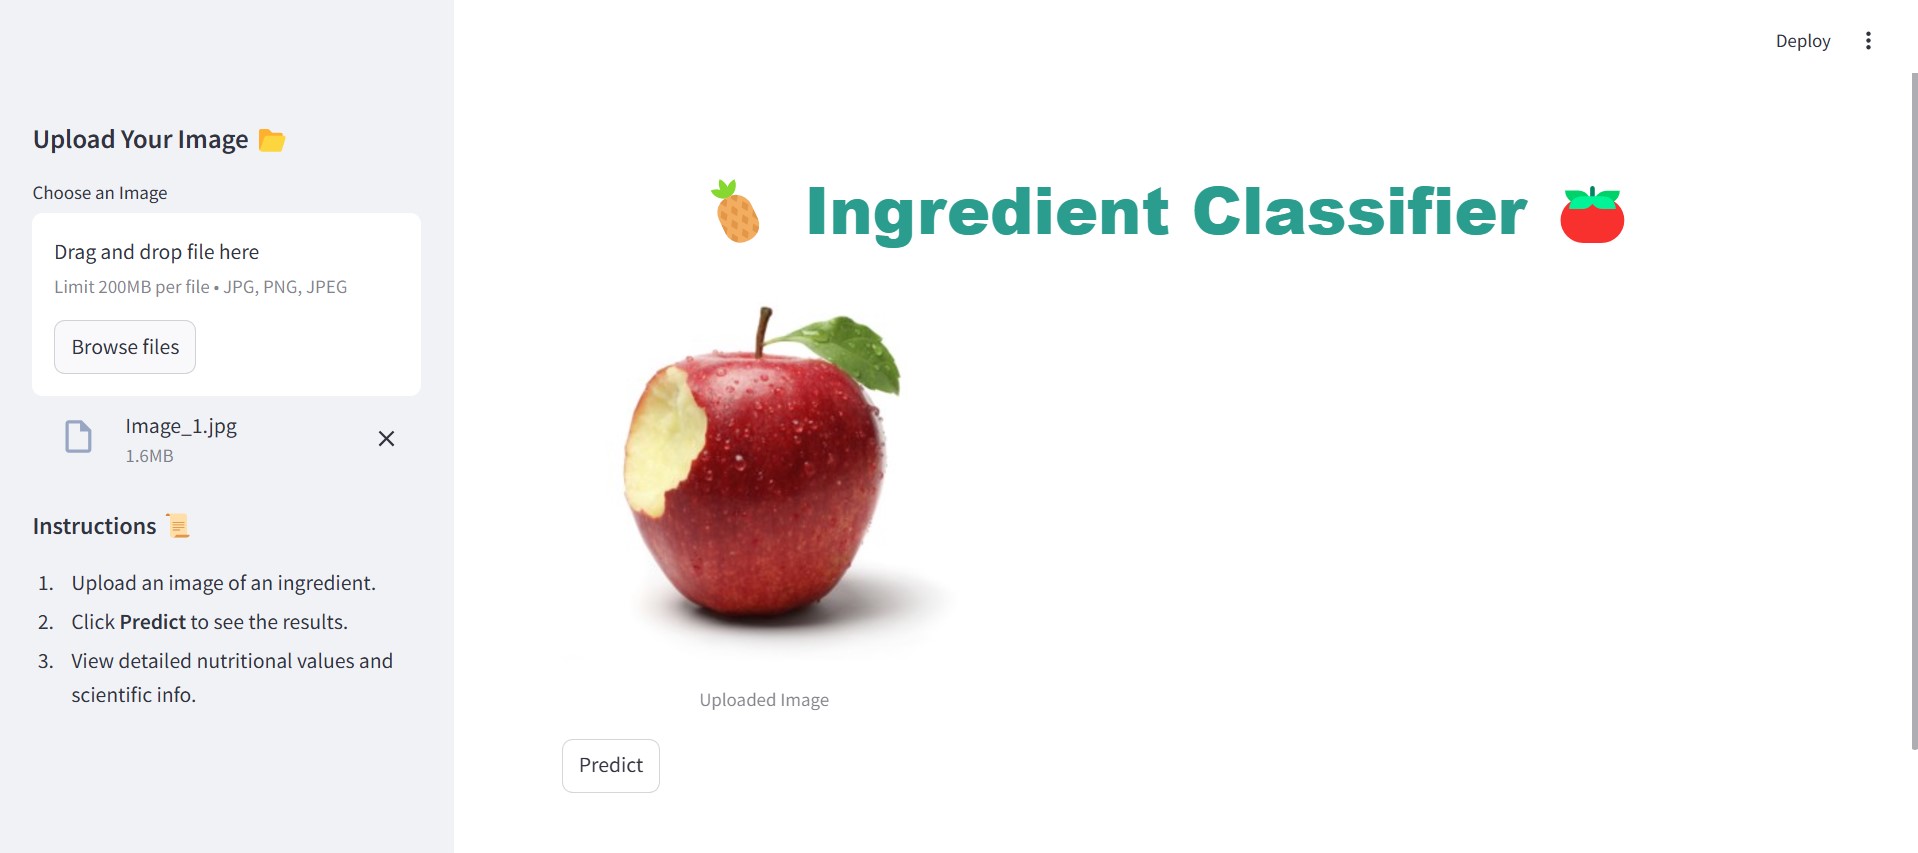 Deploy
Upload Your Image
Choose an Image
Drag and drop file here
Limit 200MB per file • JPG, PNG, JPEG
Browse files
Image_1.jpg
1.6MB
Instructions
1. Upload an image of an ingredient.
2. Click Predict to see the results.
3. View detailed nutritional values and
scientific info.
Ingredient Classifier
Uploaded Image
Predict